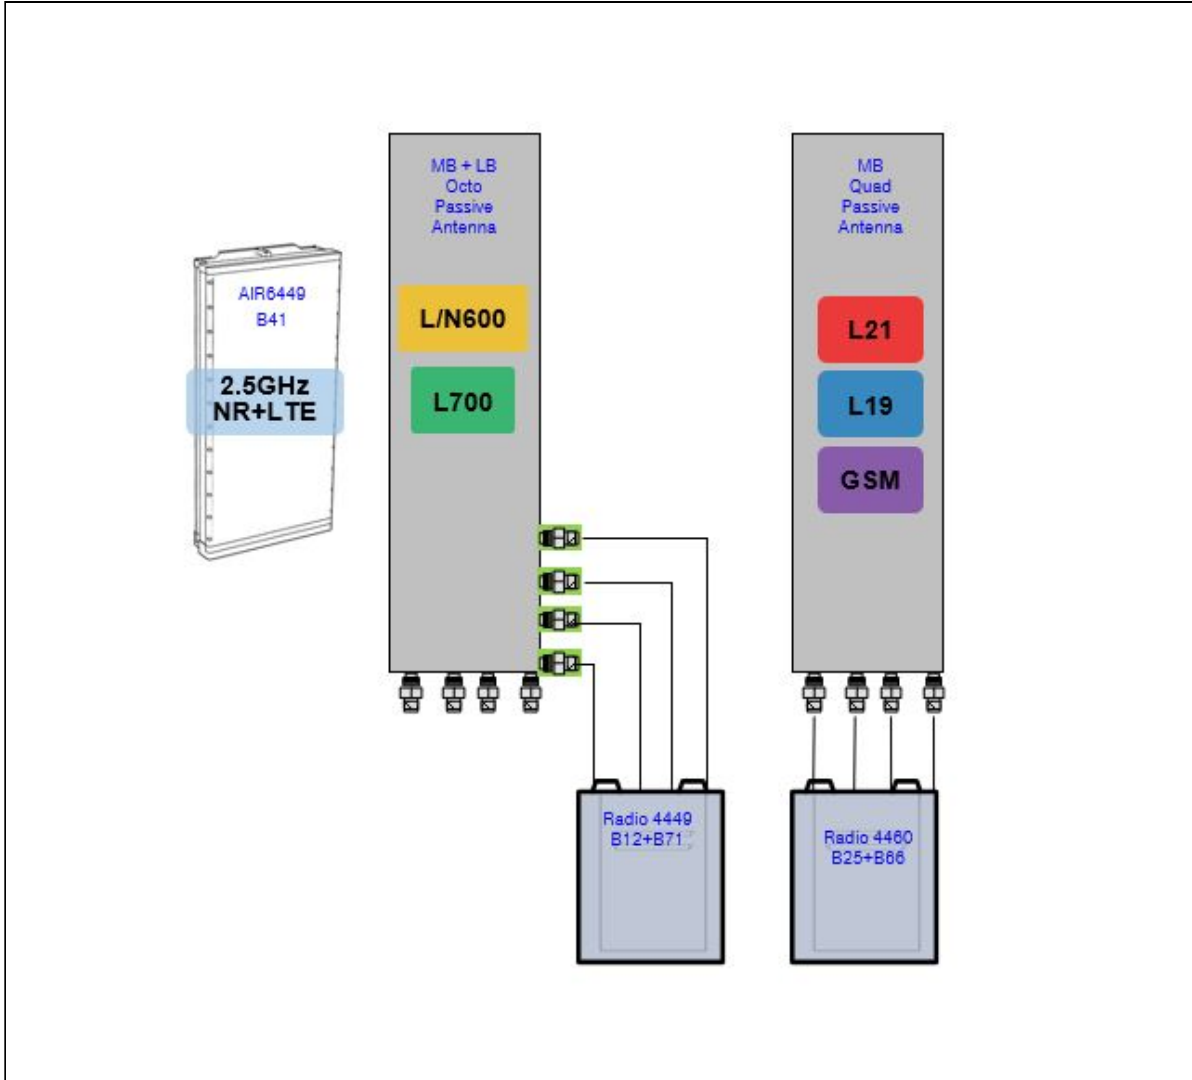 MB + LB
Octo
Passive
Antenna
MB
Quad
Passive
Antenna
AIR6449
B41
2.5GHz
NR+LTE
L/N600
L700
L21
L19
GSM
Radio 4449
B12+B71
Radio 4460
B25+B66